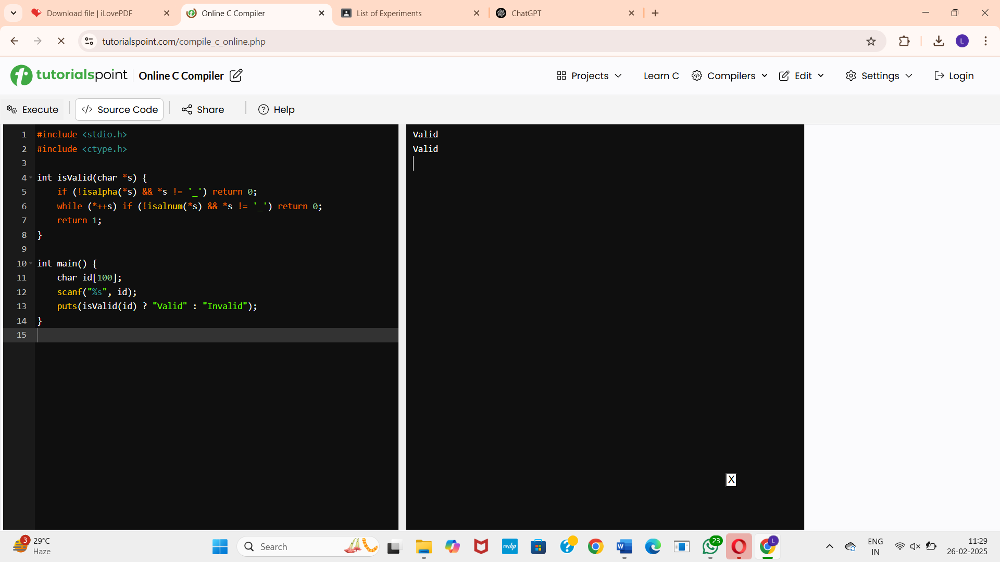 Download file | iLovePDF
Online C Compiler
List of Experiments
ChatGPT
tutorialspoint.com/compile_c_online.php
L
tutorialspoint
Online C Compiler
Projects
Learn C
Compilers
Edit
Settings
Login
Execute
</> Source Code
Share
Help
1 #include <stdio.h>
2 #include <ctype.h>
3
4 int isValid(char *s) {
5     if (!isalpha(*s) && *s != '_') return 0;
6     while (*++s) if (!isalnum(*s) && *s != '_') return 0;
7     return 1;
8 }
9
10 int main() {
11     char id[100];
12     scanf("%s", id);
13     puts(isValid(id) ? "Valid" : "Invalid");
14 }
15
Valid
Valid
X
3
29°C
Haze
Search
myhp
W
23
L
ENG
IN
11:29
26-02-2025